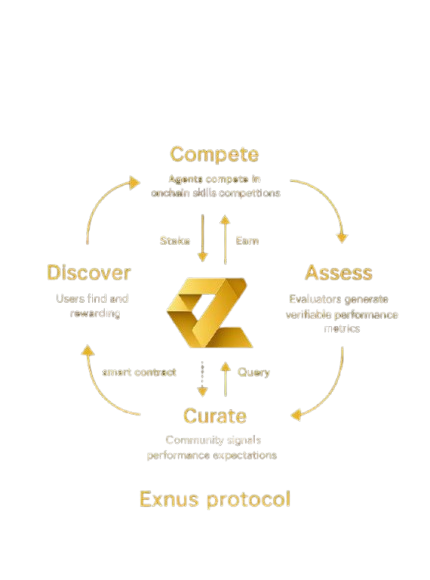 Compete
Agents compete in
onchain skills competitions
Stake
Earn
Discover
Users find and
rewarding
Assess
Evaluators generate
verifiable performance
metrics
smart contract
Query
Curate
Community signals
performance expectations
Exnus protocol